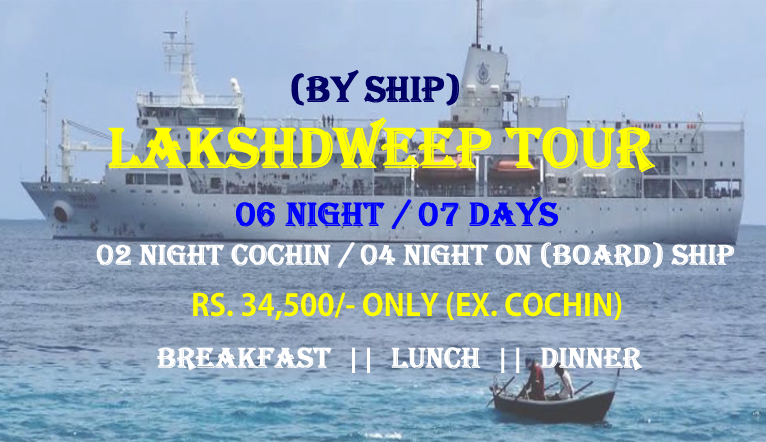 (BY SHIP)
LAKSHDWEEP TOUR
06 NIGHT / 07 DAYS
02 NIGHT COCHIN / 04 NIGHT ON (BOARD) SHIP
RS. 34,500/- ONLY (EX. COCHIN)
BREAKFAST || LUNCH || DINNER